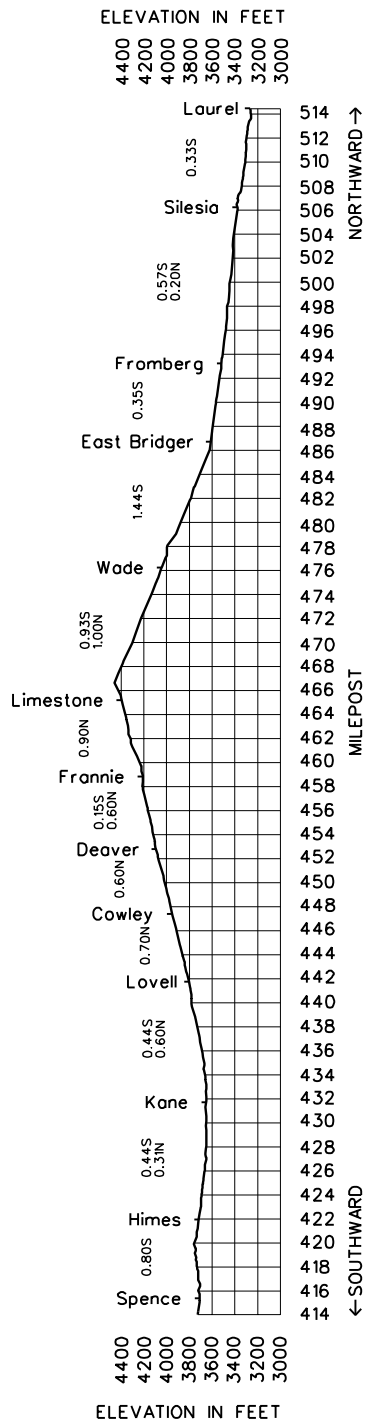 ELEVATION IN FEET
4400 4200 4000 3800 3600 3400 3200 3000
Laurel 514
512
0.33S
510
508
Silesia 506
504
502
0.57S
0.20N
500
498
496
494
Fromberg
492
0.35S
490
488
East Bridger 486
484
1.44S
482
480
478
Wade 476
474
472
0.93S
1.00N
470
468
466
Limestone
464
0.90N
462
460
Frannie 458
0.15S
0.60N
456
454
Deaver 452
0.60N
450
448
Cowley
446
0.70N
444
442
Lovell
440
438
0.44S
0.60N
436
434
Kane 432
430
428
0.44S
0.31N
426
424
Himes 422
420
0.80S
418
416
Spence
414
NORTHWARD →
MILEPOST
← SOUTHWARD
4400 4200 4000 3800 3600 3400 3200 3000
ELEVATION IN FEET